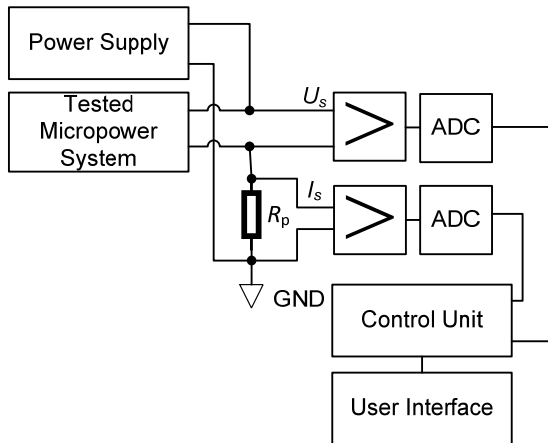 Power Supply
Tested
Micropower
System
Us
ADC
Is
ADC
Rp
GND
Control Unit
User Interface